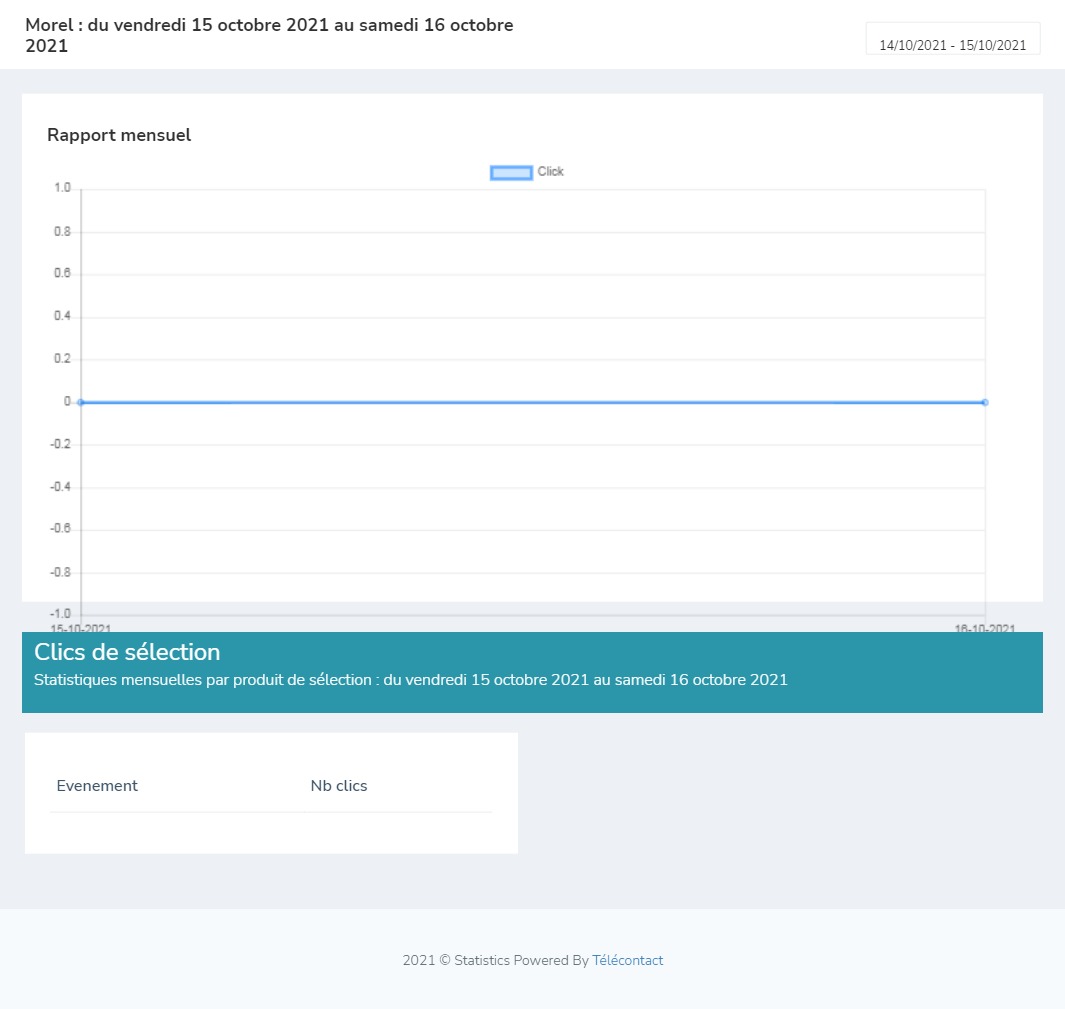 Morel : du vendredi 15 octobre 2021 au samedi 16 octobre
2021
14/10/2021 - 15/10/2021
Rapport mensuel
Click
1.0
0.8
0.6
0.4
0.2
0
-0.2
-0.4
-0.6
-0.8
-1.0
15-10-2021 16-10-2021
Clics de sélection
Statistiques mensuelles par produit de sélection : du vendredi 15 octobre 2021 au samedi 16 octobre 2021
Evenement Nb clics
2021 © Statistics Powered By Télécontact